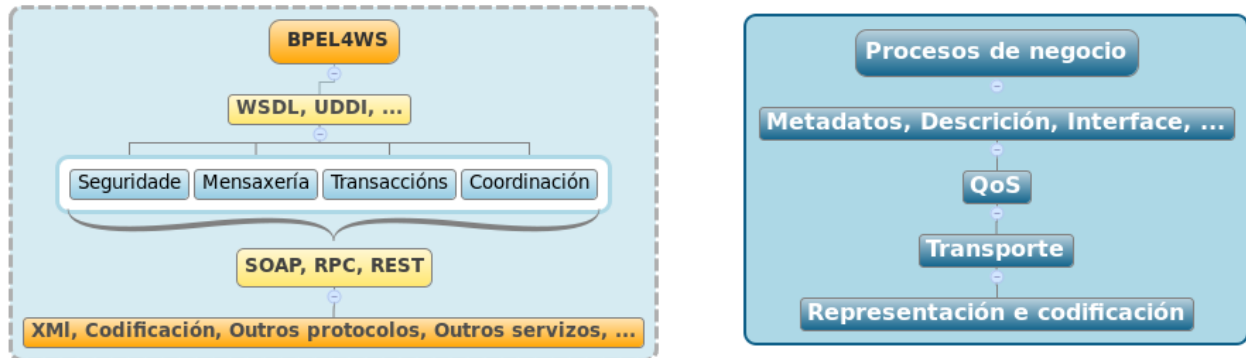 BPEL4WS
WSDL, UDDI, ...
Seguridade Mensaxería Transaccións Coordinación
SOAP, RPC, REST
XMl, Codificación, Outros protocolos, Outros servizos, ...
Procesos de negocio
Metadatos, Descrición, Interface, ...
QoS
Transporte
Representación e codificación